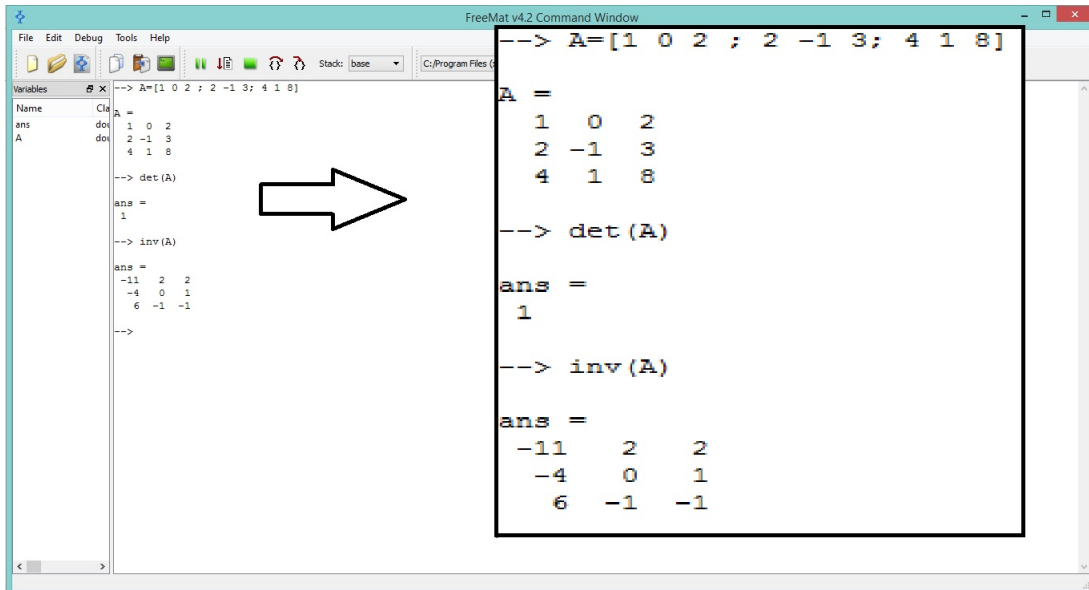 FreeMat v4.2 Command Window
File Edit Debug Tools Help
Stack: base
C:/Program Files (
Variables
Name Cla
ans dou
A dou
--> A=[1 0 2 ; 2 -1 3; 4 1 8]
A =
1 0 2
2 -1 3
4 1 8
--> det(A)
ans =
1
--> inv(A)
ans =
-11 2 2
-4 0 1
6 -1 -1
-->
--> A=[1 0 2 ; 2 -1 3; 4 1 8]
A =
1 0 2
2 -1 3
4 1 8
--> det(A)
ans =
1
--> inv(A)
ans =
-11 2 2
-4 0 1
6 -1 -1